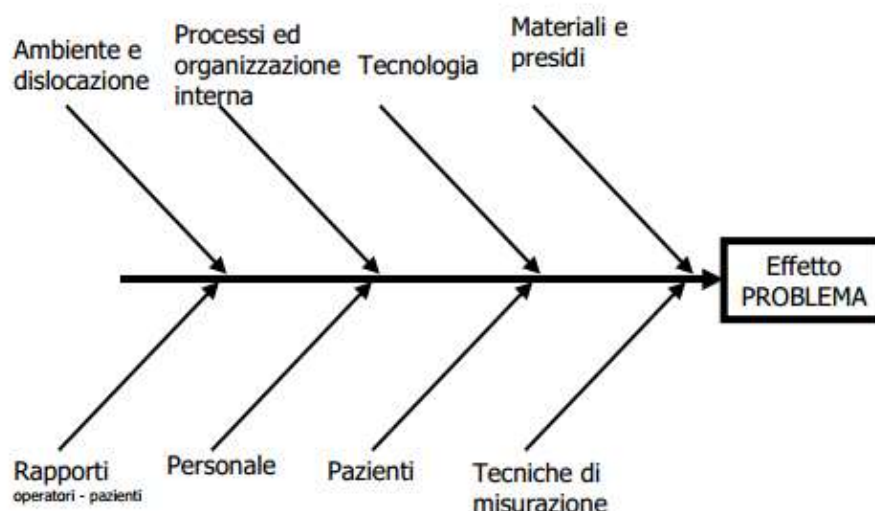 Ambiente e
dislocazione
Processi ed
organizzazione
interna
Tecnologia
Materiali e
presidi
Effetto
PROBLEMA
Rapporti
operatori - pazienti
Personale
Pazienti
Tecniche di
misurazione